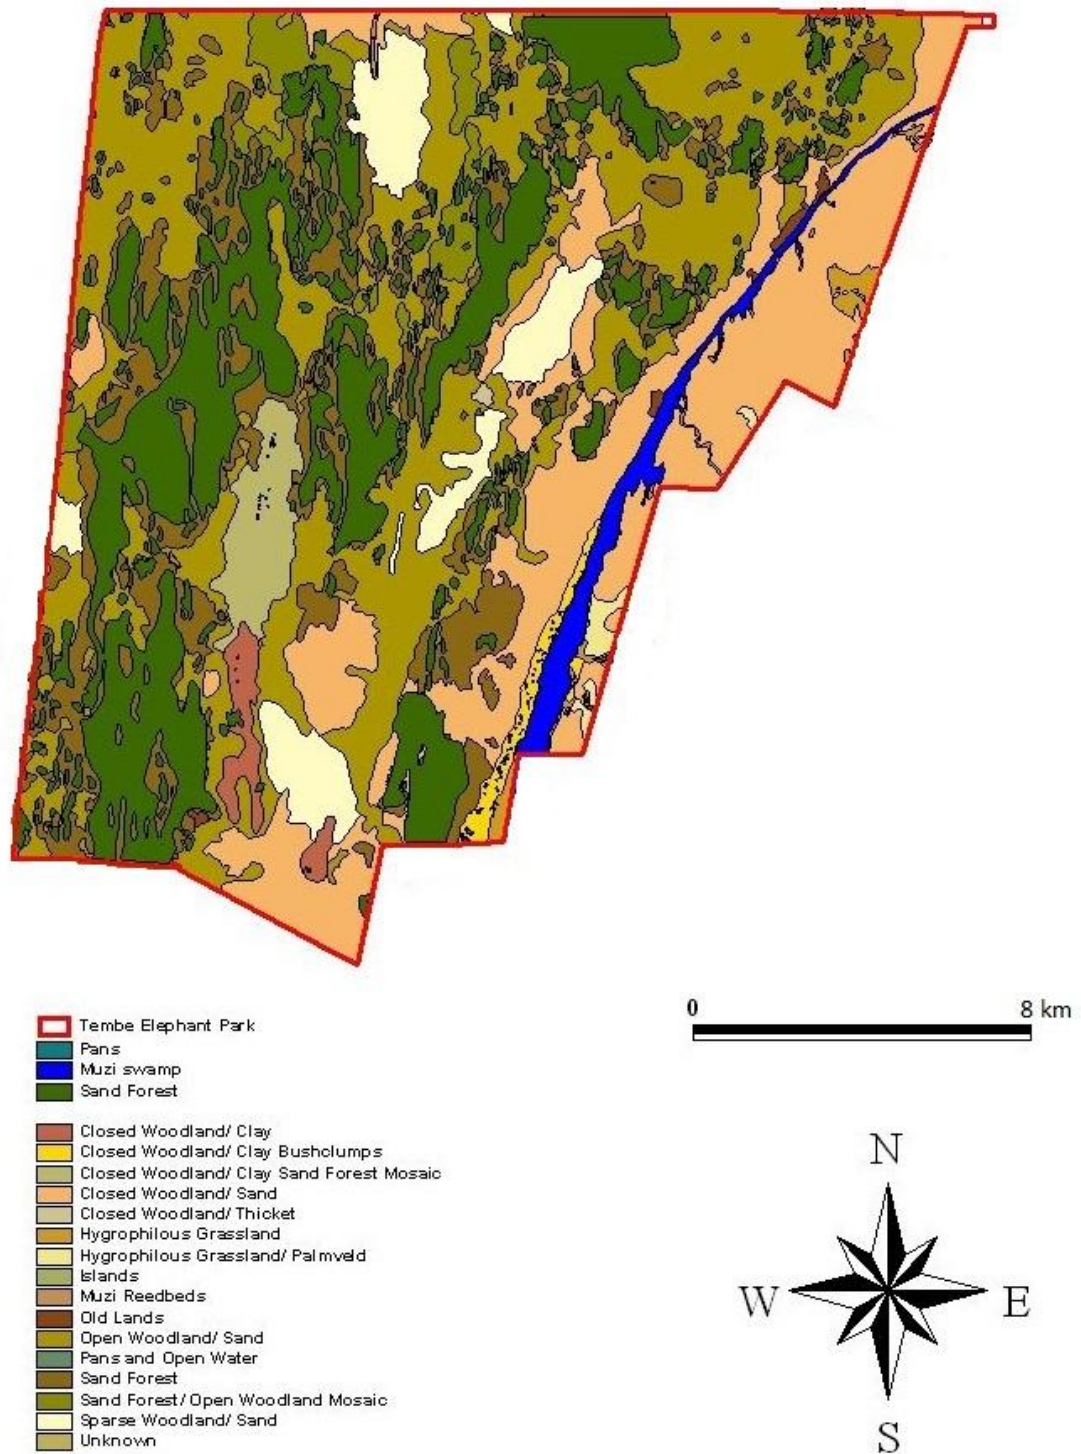 Tembe Elephant Park
Pans
Muzi swamp
Sand Forest
Closed Woodland/ Clay
Closed Woodland/ Clay Bushclumps
Closed Woodland/ Clay Sand Forest Mosaic
Closed Woodland/ Sand
Closed Woodland/ Thicket
Hygrophilous Grassland
Hygrophilous Grassland/ Palmveld
Islands
Muzi Reedbeds
Old Lands
Open Woodland/ Sand
Pans and Open Water
Sand Forest
Sand Forest/ Open Woodland Mosaic
Sparse Woodland/ Sand
Unknown
0 8 km
N
W E
S